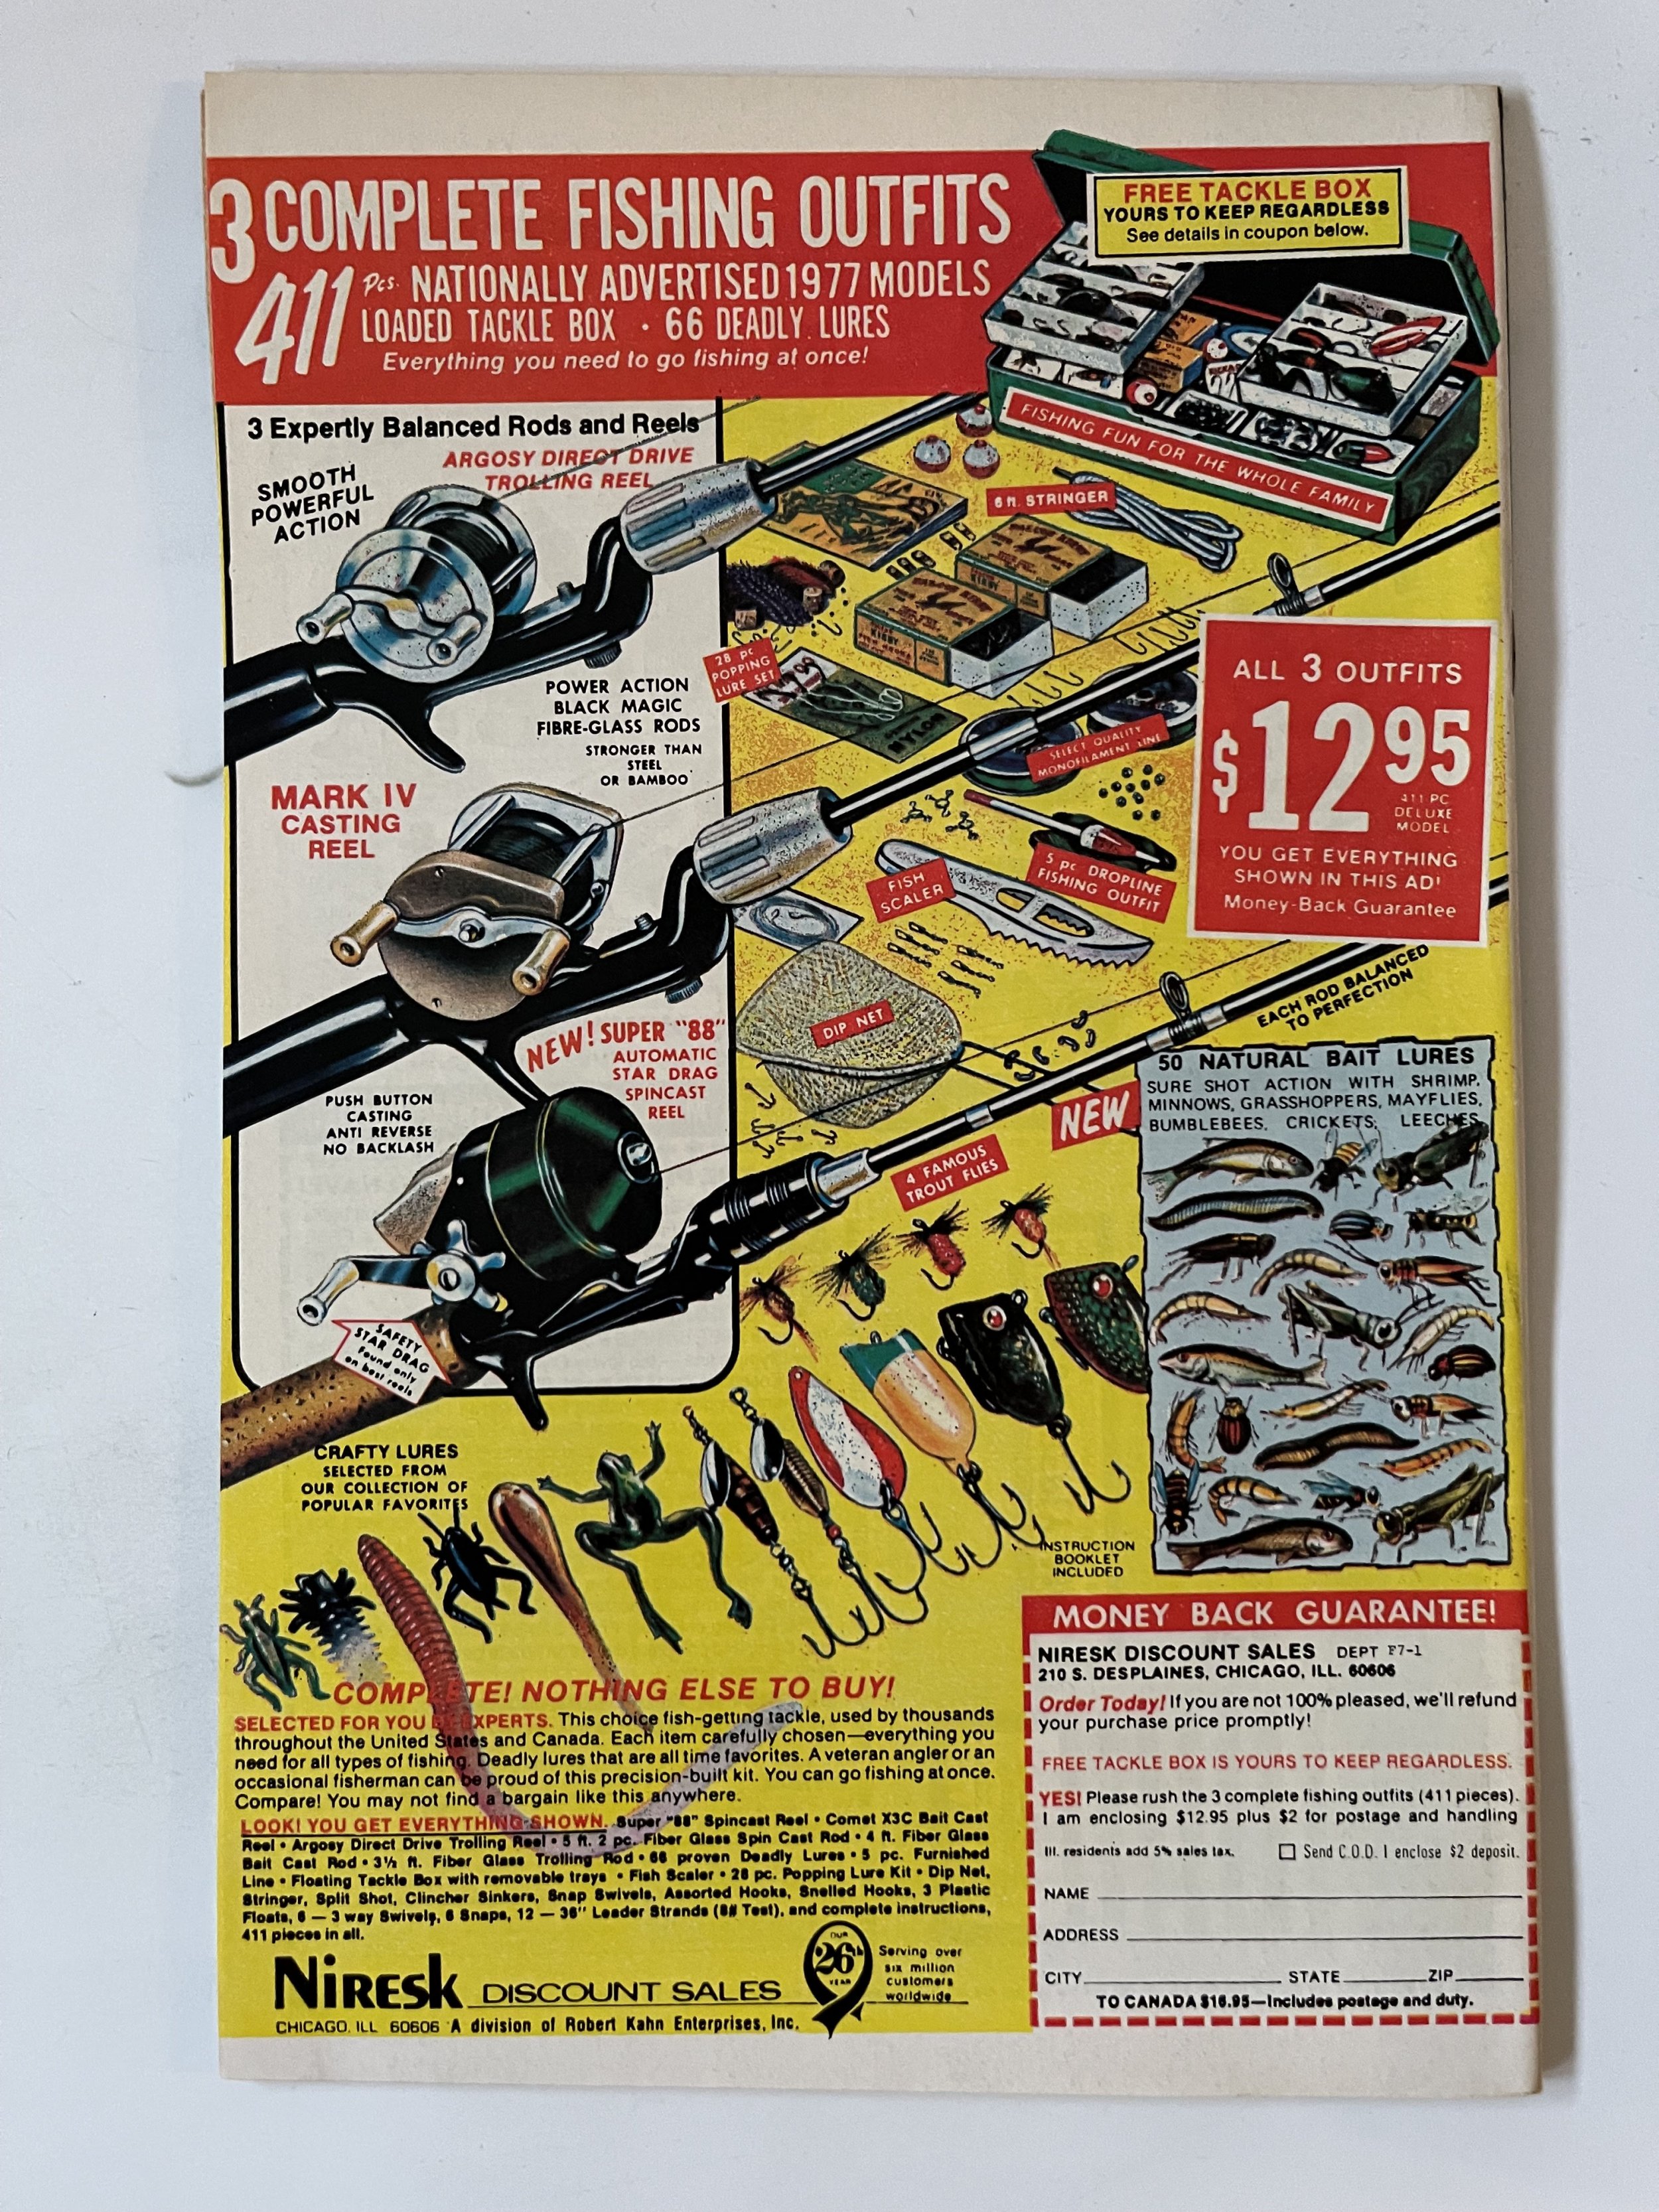 3 COMPLETE FISHING OUTFITS
411 Pcs. NATIONALLY ADVERTISED 1977 MODELS
LOADED TACKLE BOX · 66 DEADLY LURES
Everything you need to go fishing at once!
FREE TACKLE BOX
YOURS TO KEEP REGARDLESS
See details in coupon below.
FISHING FUN FOR THE WHOLE FAMILY
3 Expertly Balanced Rods and Reels
ARGOSY DIRECT DRIVE
TROLLING REEL
SMOOTH
POWERFUL
ACTION
6 ft. STRINGER
28 pc
POPPING
LURE SET
NYLON
POWER ACTION
BLACK MAGIC
FIBRE-GLASS RODS
STRONGER THAN
STEEL
OR BAMBOO
SELECT QUALITY
MONOFILAMENT LINE
ALL 3 OUTFITS
$12 95
411 PC
DELUXE
MODEL
YOU GET EVERYTHING
SHOWN IN THIS AD!
Money-Back Guarantee
MARK IV
CASTING
REEL
FISH
SCALER
5 pc DROPLINE
FISHING OUTFIT
DIP NET
EACH ROD BALANCED
TO PERFECTION
NEW! SUPER "88"
AUTOMATIC
STAR DRAG
SPINCAST
REEL
PUSH BUTTON
CASTING
ANTI REVERSE
NO BACKLASH
NEW
50 NATURAL BAIT LURES
SURE SHOT ACTION WITH SHRIMP,
MINNOWS, GRASSHOPPERS, MAYFLIES,
BUMBLEBEES, CRICKETS, LEECHES
4 FAMOUS
TROUT FLIES
SAFETY
STAR DRAG
Found only
on best reels
CRAFTY LURES
SELECTED FROM
OUR COLLECTION OF
POPULAR FAVORITES
INSTRUCTION
BOOKLET
INCLUDED
COMPLETE! NOTHING ELSE TO BUY!
SELECTED FOR YOU BY EXPERTS. This choice fish-getting tackle, used by thousands
throughout the United States and Canada. Each item carefully chosen—everything you
need for all types of fishing. Deadly lures that are all time favorites. A veteran angler or an
occasional fisherman can be proud of this precision-built kit. You can go fishing at once.
Compare! You may not find a bargain like this anywhere.
LOOK! YOU GET EVERYTHING SHOWN. Super "88" Spincast Reel • Comet X3C Bait Cast
Reel • Argosy Direct Drive Trolling Reel • 5 ft. 2 pc. Fiber Glass Spin Cast Rod • 4 ft. Fiber Glass
Bait Cast Rod • 3½ ft. Fiber Glass Trolling Rod • 66 proven Deadly Lures • 5 pc. Furnished
Line • Floating Tackle Box with removable trays • Fish Scaler • 28 pc. Popping Lure Kit • Dip Net,
Stringer, Split Shot, Clincher Sinkers, Snap Swivels, Assorted Hooks, Snelled Hooks, 3 Plastic
Floats, 6 — 3 way Swivels, 6 Snaps, 12 — 36" Leader Strands (8# Test), and complete instructions,
411 pieces in all.
NiRESK DISCOUNT SALES
CHICAGO, ILL 60606 A division of Robert Kahn Enterprises, Inc.
OUR
26th
YEAR
Serving over
six million
customers
worldwide
MONEY BACK GUARANTEE!
NIRESK DISCOUNT SALES DEPT F7-1
210 S. DESPLAINES, CHICAGO, ILL. 60606
Order Today! If you are not 100% pleased, we'll refund
your purchase price promptly!
FREE TACKLE BOX IS YOURS TO KEEP REGARDLESS.
YES! Please rush the 3 complete fishing outfits (411 pieces).
I am enclosing $12.95 plus $2 for postage and handling
Ill. residents add 5% sales tax. Send C.O.D. I enclose $2 deposit.
NAME
ADDRESS
CITY STATE ZIP
TO CANADA $16.95—Includes postage and duty.